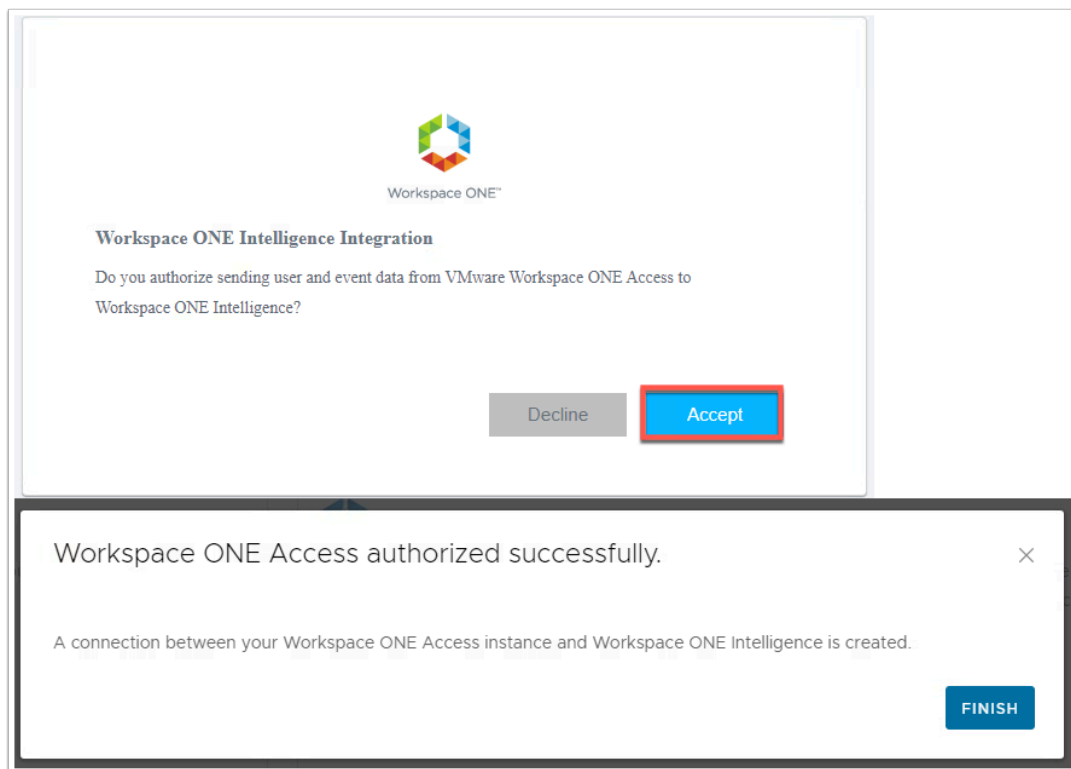 Workspace ONE™
Workspace ONE Intelligence Integration
Do you authorize sending user and event data from VMware Workspace ONE Access to
Workspace ONE Intelligence?
Decline
Accept
Workspace ONE Access authorized successfully.
A connection between your Workspace ONE Access instance and Workspace ONE Intelligence is created.
FINISH